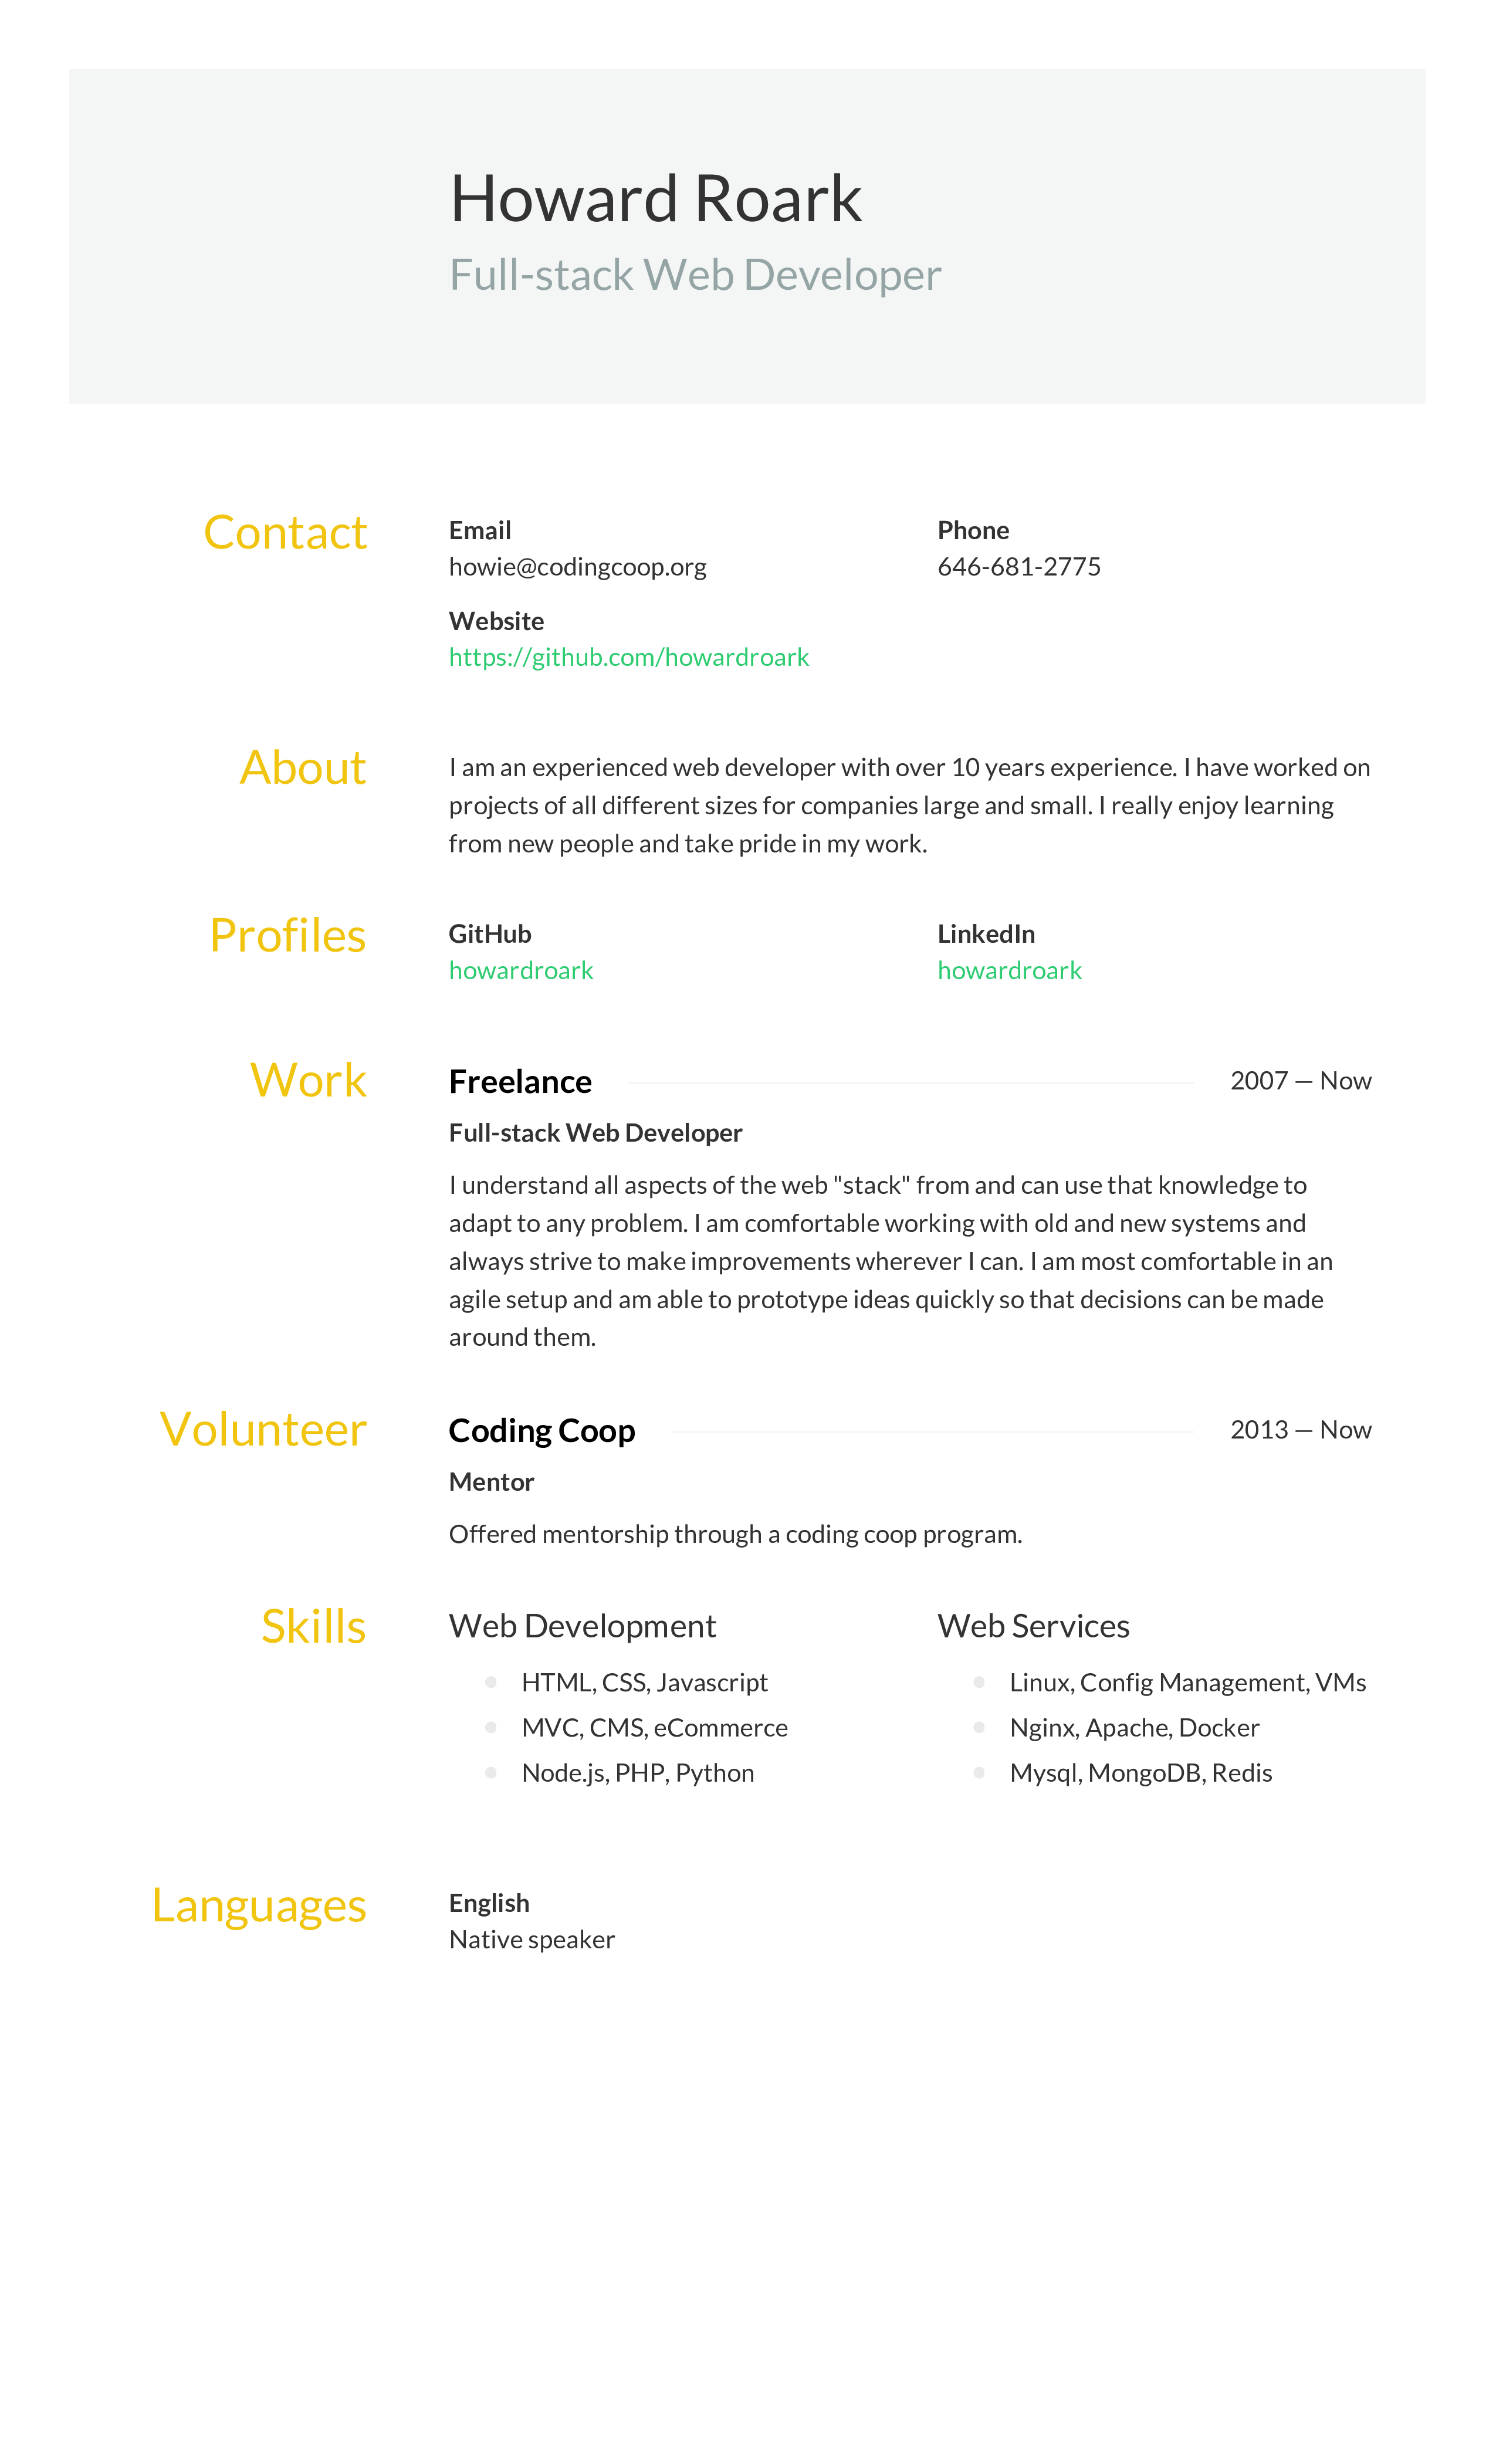 Howard Roark
Full-stack Web Developer
Contact
Email
howie@codingcoop.org
Phone
646-681-2775
Website
https://github.com/howardroark
About
I am an experienced web developer with over 10 years experience. I have worked on
projects of all different sizes for companies large and small. I really enjoy learning
from new people and take pride in my work.
Profiles
GitHub
howardroark
LinkedIn
howardroark
Work
Freelance
2007 — Now
Full-stack Web Developer
I understand all aspects of the web "stack" from and can use that knowledge to
adapt to any problem. I am comfortable working with old and new systems and
always strive to make improvements wherever I can. I am most comfortable in an
agile setup and am able to prototype ideas quickly so that decisions can be made
around them.
Volunteer
Coding Coop
2013 — Now
Mentor
Offered mentorship through a coding coop program.
Skills
Web Development
HTML, CSS, Javascript
MVC, CMS, eCommerce
Node.js, PHP, Python
Web Services
Linux, Config Management, VMs
Nginx, Apache, Docker
Mysql, MongoDB, Redis
Languages
English
Native speaker